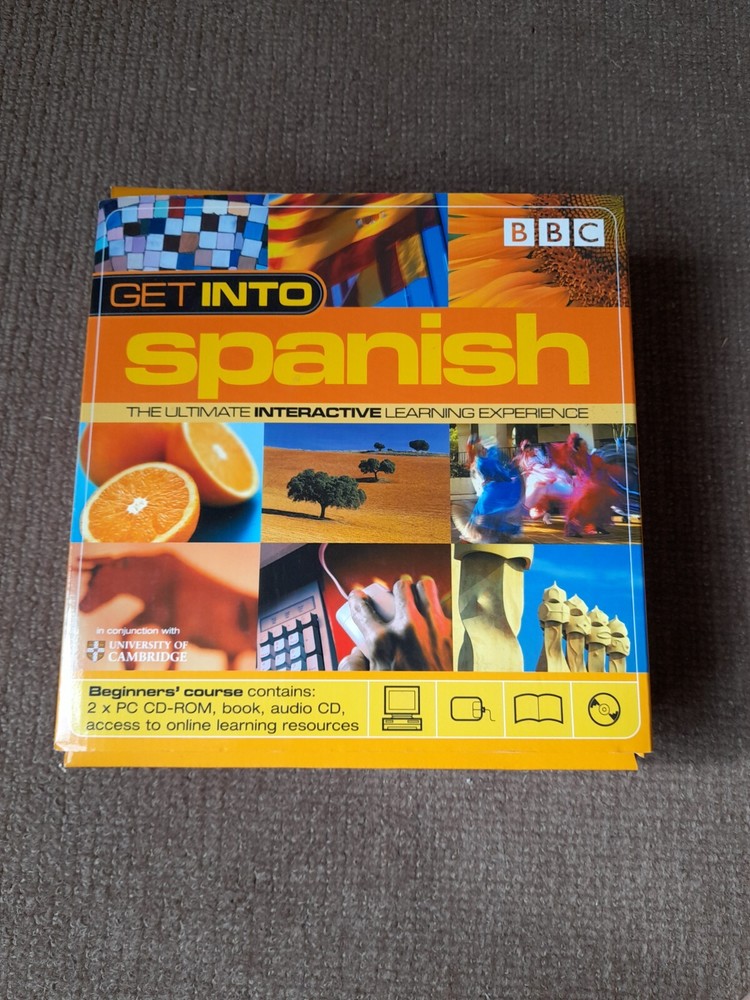 BBC
GET INTO
spanish
THE ULTIMATE INTERACTIVE LEARNING EXPERIENCE
in conjunction with
UNIVERSITY OF
CAMBRIDGE
Beginners' course contains:
2 x PC CD-ROM, book, audio CD,
access to online learning resources